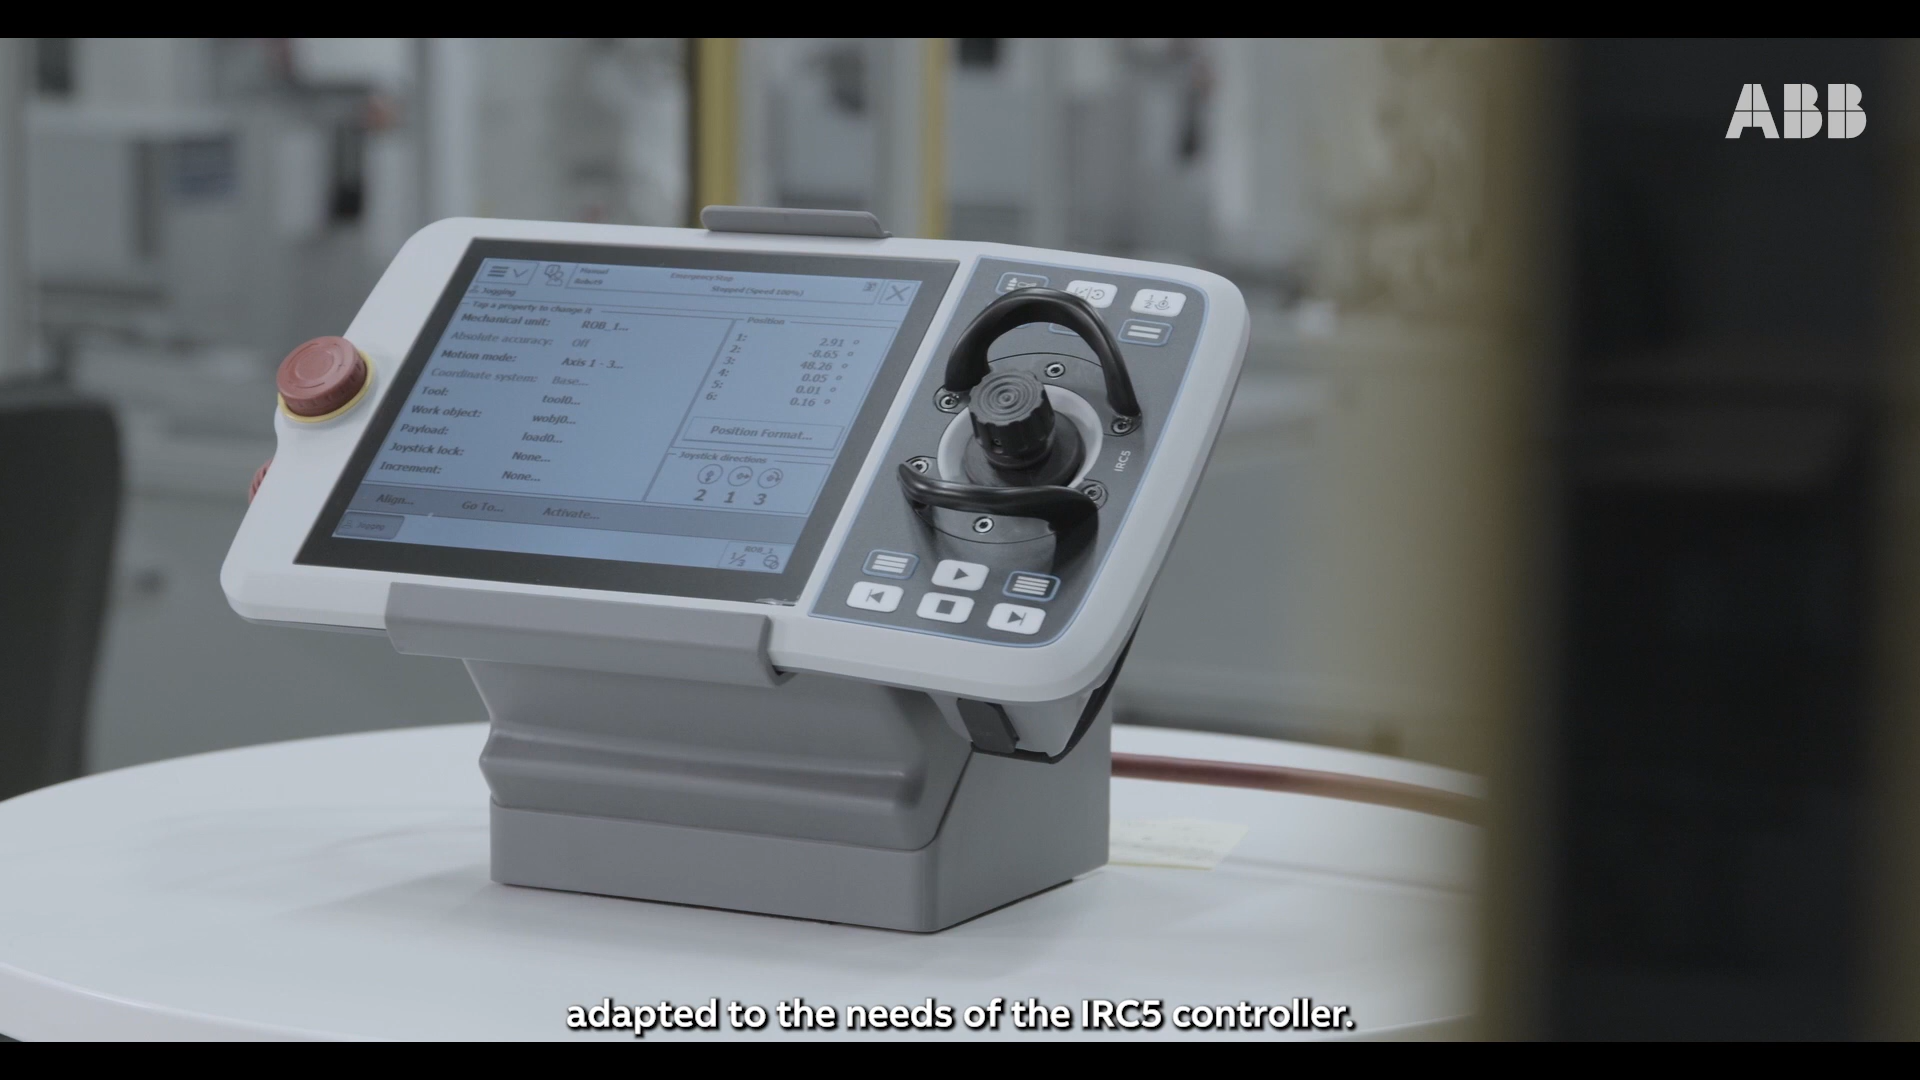 ABB
Manual
Emergency Stop
Stopped (Speed 100%)
Jogging
Tap a property to change it
Mechanical unit: ROB_1...
Absolute accuracy: Off
Motion mode: Axis 1 - 3...
Coordinate system: Base...
Tool: tool0...
Work object: wobj0...
Payload: load0...
Joystick lock: None...
Increment: None...
Position
1: 2.91 °
2: -8.65 °
3: 48.26 °
4: 0.05 °
5: 0.01 °
6: 0.16 °
Position Format...
Joystick directions
2 1 3
Align... Go To... Activate...
Jogging
ROB_1
1/3
IRC5
adapted to the needs of the IRC5 controller.